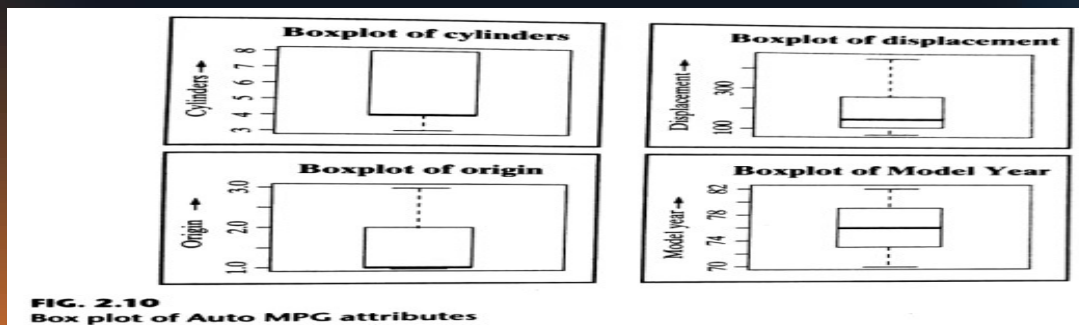 Boxplot of cylinders
Cylinders→
3 4 5 6 7 8
Boxplot of displacement
Displacement→
100 300
Boxplot of origin
Origin →
1.0 2.0 3.0
Boxplot of Model Year
Model year→
70 74 78 82
FIG. 2.10
Box plot of Auto MPG attributes